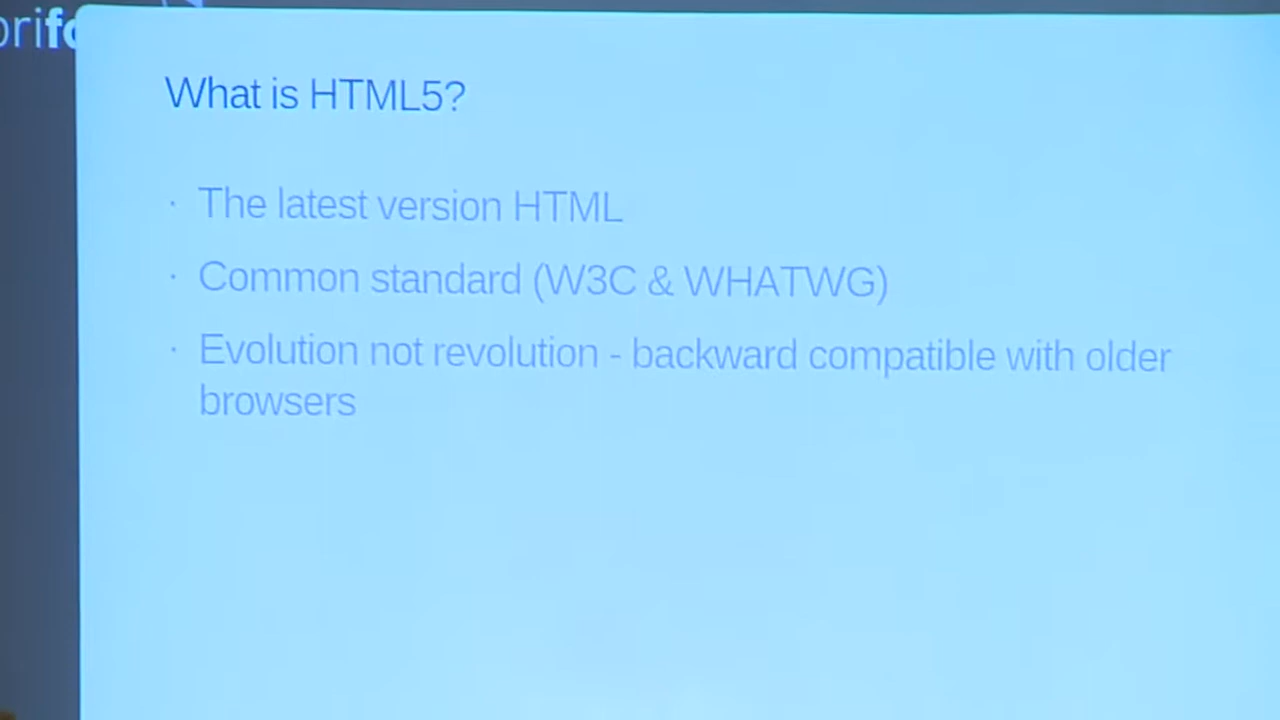 What is HTML5?
· The latest version HTML
· Common standard (W3C & WHATWG)
· Evolution not revolution - backward compatible with older
browsers